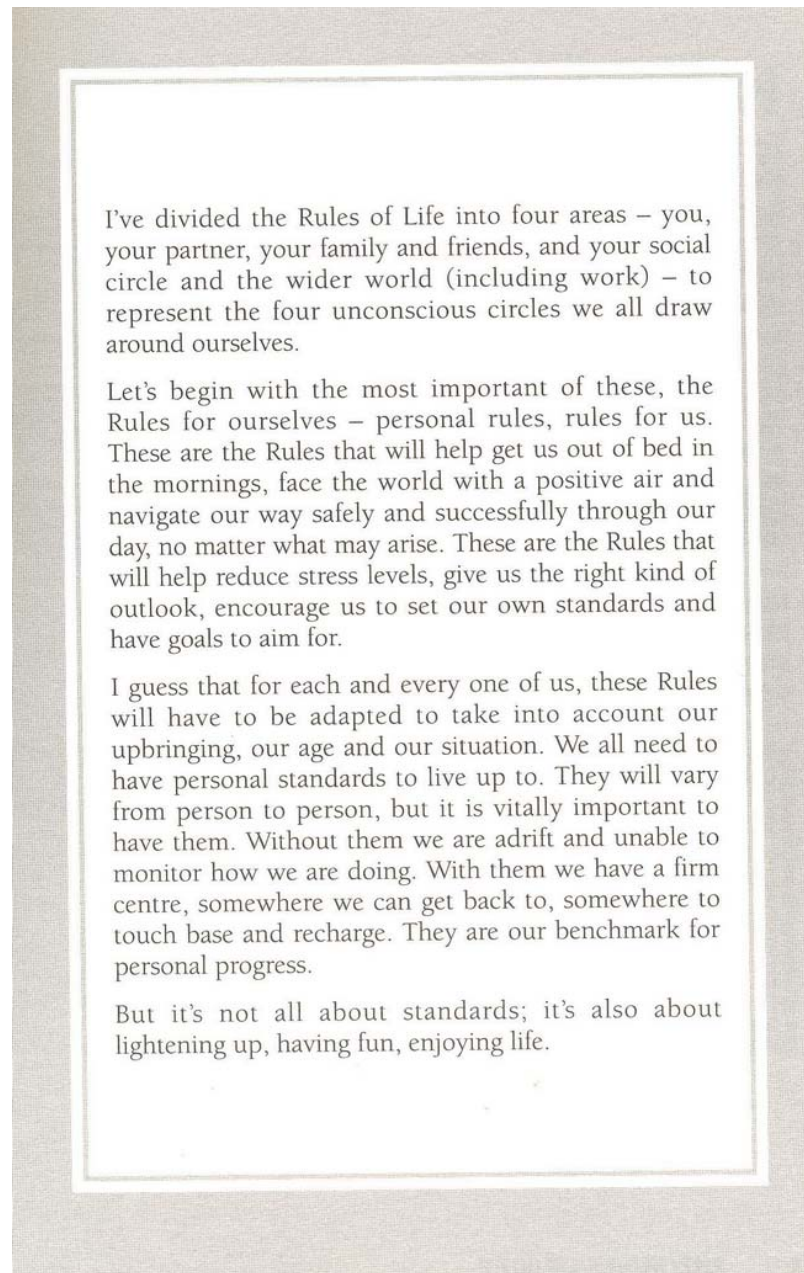 I've divided the Rules of Life into four areas – you,
your partner, your family and friends, and your social
circle and the wider world (including work) – to
represent the four unconscious circles we all draw
around ourselves.
Let's begin with the most important of these, the
Rules for ourselves – personal rules, rules for us.
These are the Rules that will help get us out of bed in
the mornings, face the world with a positive air and
navigate our way safely and successfully through our
day, no matter what may arise. These are the Rules that
will help reduce stress levels, give us the right kind of
outlook, encourage us to set our own standards and
have goals to aim for.
I guess that for each and every one of us, these Rules
will have to be adapted to take into account our
upbringing, our age and our situation. We all need to
have personal standards to live up to. They will vary
from person to person, but it is vitally important to
have them. Without them we are adrift and unable to
monitor how we are doing. With them we have a firm
centre, somewhere we can get back to, somewhere to
touch base and recharge. They are our benchmark for
personal progress.
But it's not all about standards; it's also about
lightening up, having fun, enjoying life.